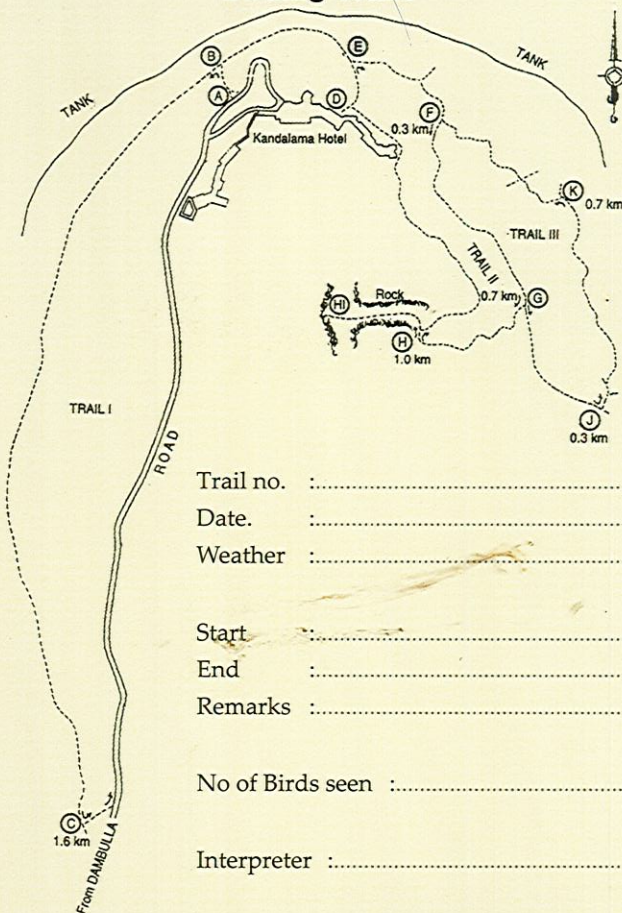 TANK
TANK
B
E
A
D
F
0.3 km
Kandalama Hotel
K
0.7 km
TRAIL III
TRAIL II
HI
Rock
0.7 km
G
H
1.0 km
TRAIL I
J
0.3 km
ROAD
Trail no. :
Date. :
Weather :
Start :
End :
Remarks :
No of Birds seen :
C
1.6 km
From DAMBULLA
Interpreter :